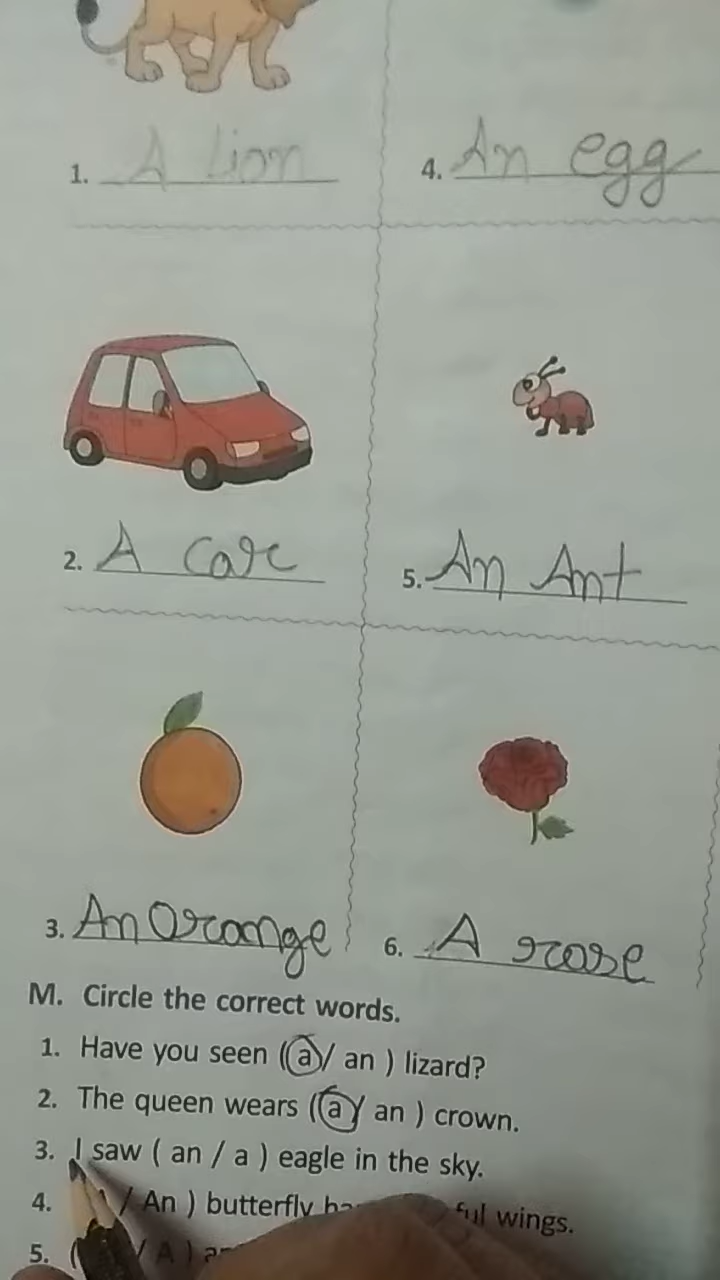 1. A Lion
4. An egg
2. A Car
5. An Ant
3. An Orange
6. A rose
M. Circle the correct words.
1. Have you seen ( a / an ) lizard?
2. The queen wears ( a / an ) crown.
3. I saw ( an / a ) eagle in the sky.
4. / An ) butterfly ful wings.
5. ( / A )